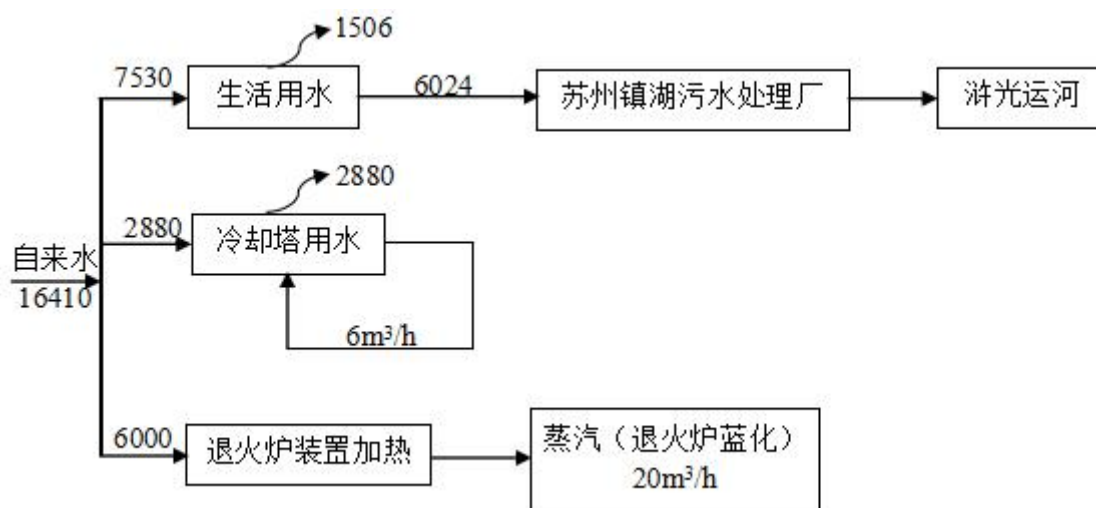 1506
7530
生活用水
6024
苏州镇湖污水处理厂
浒光运河
2880
2880
冷却塔用水
自来水
16410
6m³/h
6000
退火炉装置加热
蒸汽（退火炉蓝化）
20m³/h